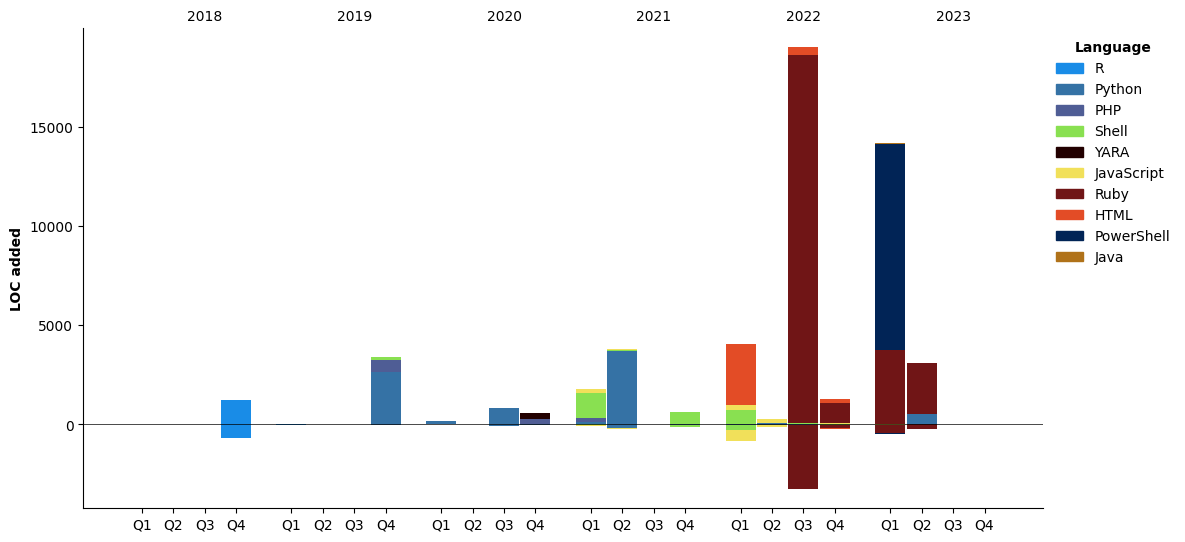 2018 2019 2020 2021 2022 2023
Language
R
Python
PHP
Shell
YARA
JavaScript
Ruby
HTML
PowerShell
Java
LOC added
15000
10000
5000
0
Q1 Q2 Q3 Q4 Q1 Q2 Q3 Q4 Q1 Q2 Q3 Q4 Q1 Q2 Q3 Q4 Q1 Q2 Q3 Q4 Q1 Q2 Q3 Q4